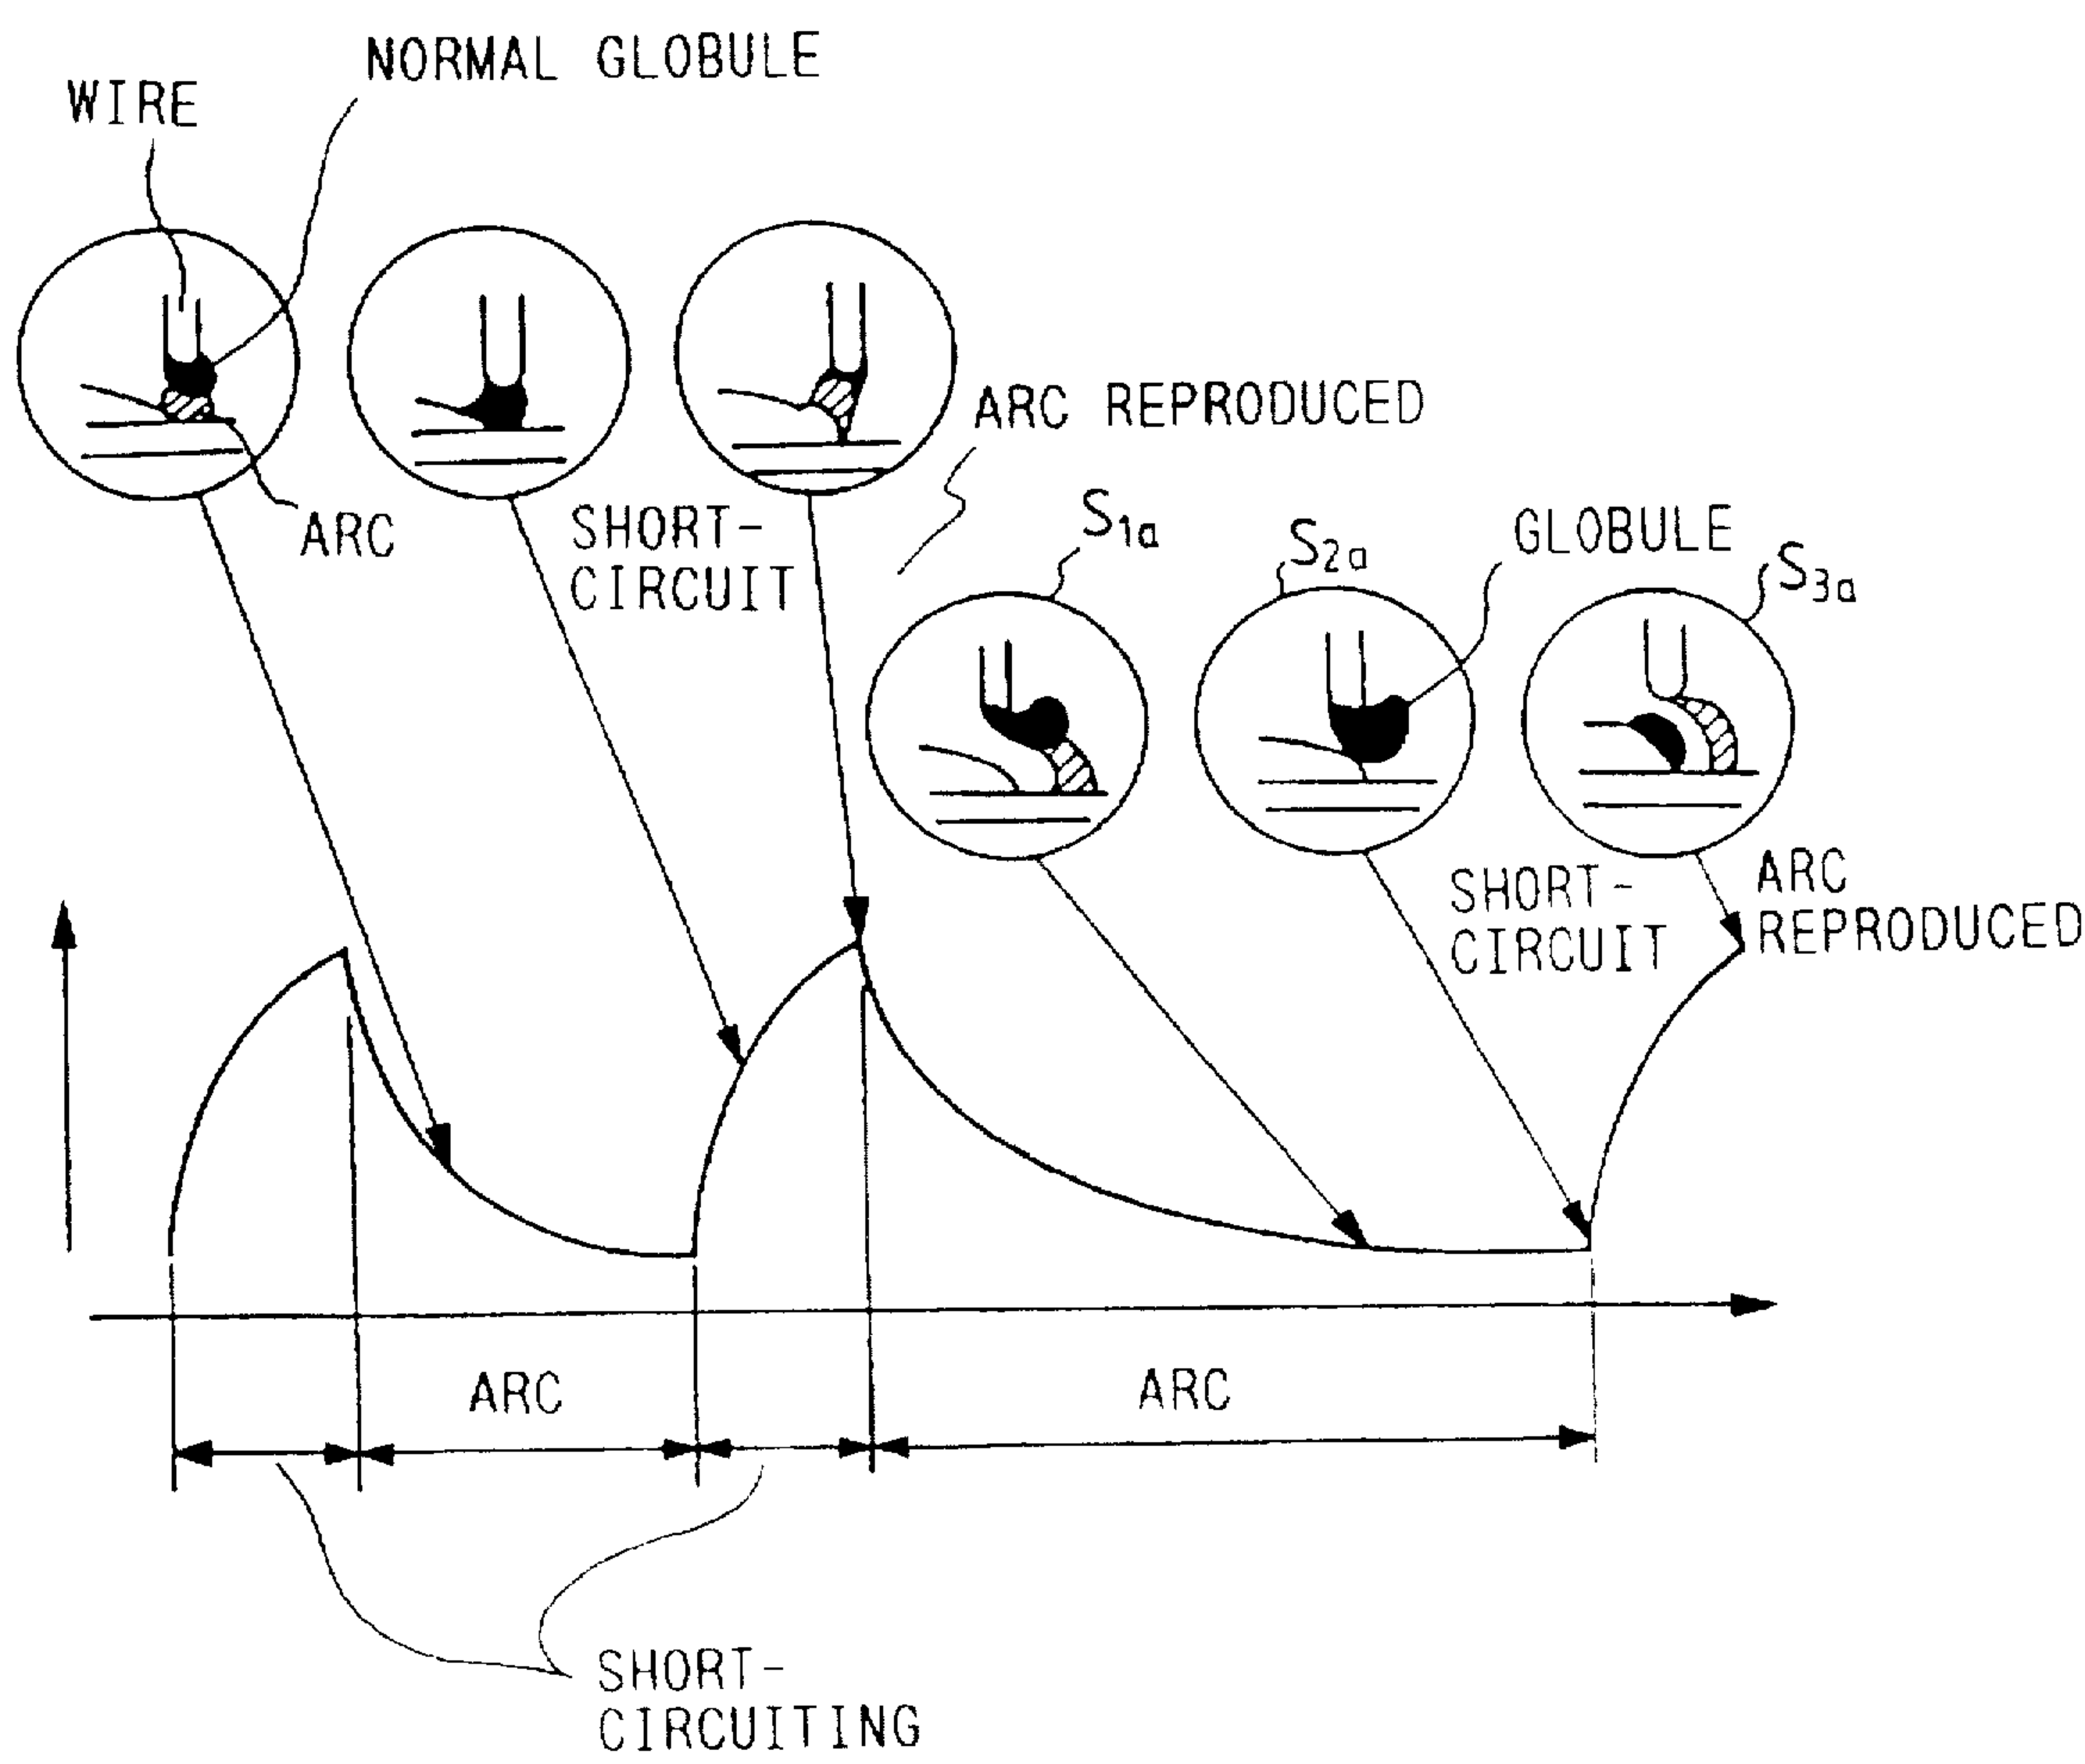 NORMAL GLOBULE
WIRE
ARC REPRODUCED
ARC
SHORT-
CIRCUIT
S1a
S2a
GLOBULE
S3a
SHORT-
CIRCUIT
ARC
REPRODUCED
ARC
ARC
SHORT-
CIRCUITING